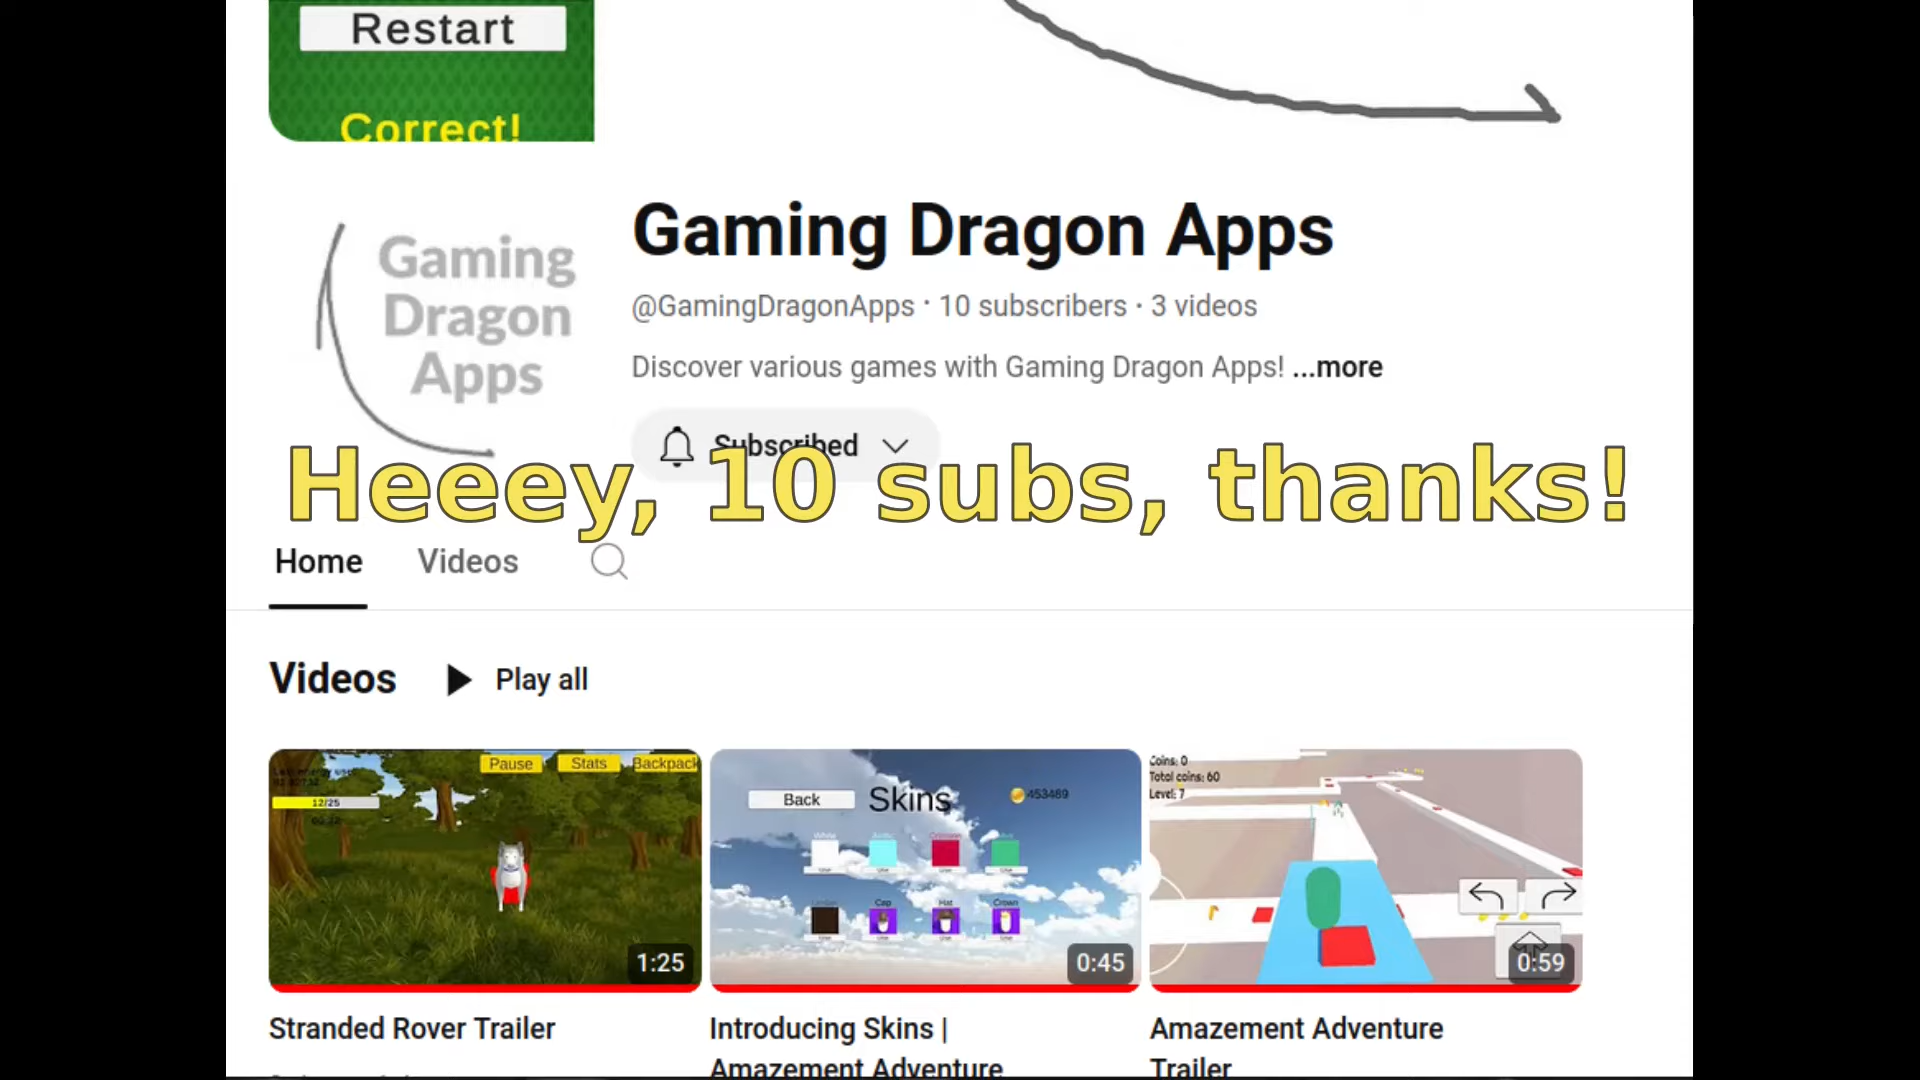 Restart
Correct!
Gaming
Dragon
Apps
Gaming Dragon Apps
@GamingDragonApps · 10 subscribers · 3 videos
Discover various games with Gaming Dragon Apps! ...more
Subscribed
Heeey, 10 subs, thanks!
Home Videos
Videos Play all
Pause Stats Backpack
12/25
1:25
Back Skins 453489
Cap Hat Crown
0:45
Coins: 0
Total coins: 60
Level: 7
0:59
Stranded Rover Trailer
Introducing Skins |
Amazement Adventure
Amazement Adventure
Trailer